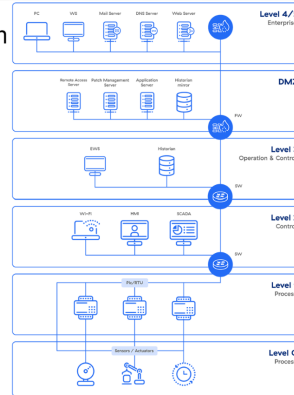 n
PC WS Mail Server DNS Server Web Server
Level 4/
Enterpris
Remote Access Server Patch Management Server Application Server Historian mirror
DMZ
FW
FW
EWS Historian
Level
Operation & Contro
SW
Wi-Fi HMI SCADA
Level
Contro
SW
Plc/RTU
Level
Proces
Sensors / Actuators
Level 0
Proces